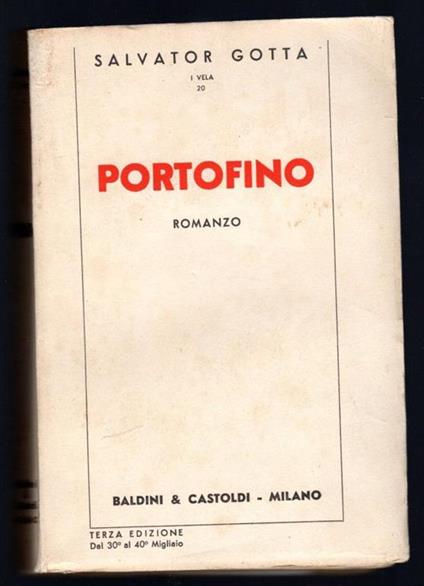 SALVATOR GOTTA
I VELA
20
PORTOFINO
ROMANZO
BALDINI & CASTOLDI - MILANO
TERZA EDIZIONE
Dal 30° al 40° Migliaio